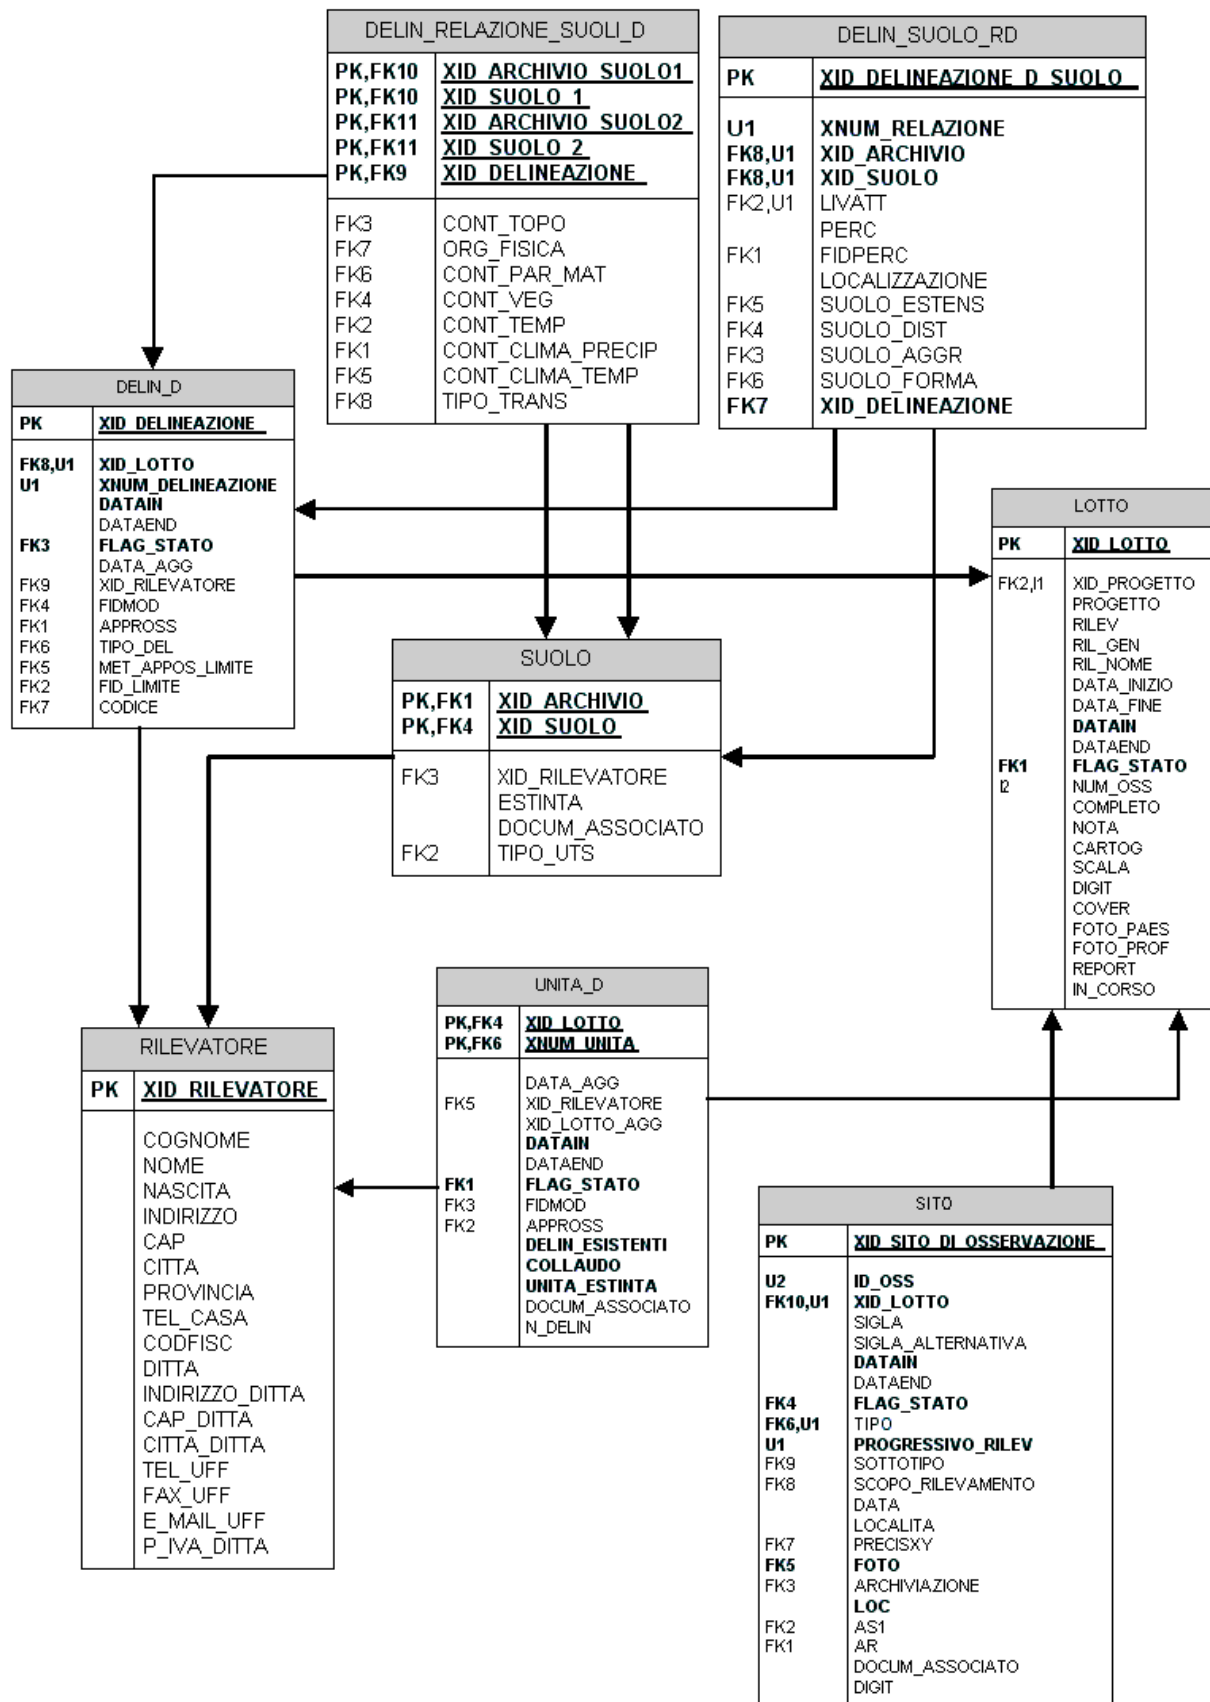 DELIN_RELAZIONE_SUOLI_D
PK,FK10 XID_ARCHIVIO_SUOLO1
PK,FK10 XID_SUOLO_1
PK,FK11 XID_ARCHIVIO_SUOLO2
PK,FK11 XID_SUOLO_2
PK,FK9 XID_DELINEAZIONE
FK3 CONT_TOPO
FK7 ORG_FISICA
FK6 CONT_PAR_MAT
FK4 CONT_VEG
FK2 CONT_TEMP
FK1 CONT_CLIMA_PRECIP
FK5 CONT_CLIMA_TEMP
FK8 TIPO_TRANS
DELIN_SUOLO_RD
PK XID_DELINEAZIONE_D_SUOLO
U1 XNUM_RELAZIONE
FK8,U1 XID_ARCHIVIO
FK8,U1 XID_SUOLO
FK2,U1 LIVATT
PERC
FK1 FIDPERC
LOCALIZZAZIONE
FK5 SUOLO_ESTENS
FK4 SUOLO_DIST
FK3 SUOLO_AGGR
FK6 SUOLO_FORMA
FK7 XID_DELINEAZIONE
DELIN_D
PK XID_DELINEAZIONE
FK8,U1 XID_LOTTO
U1 XNUM_DELINEAZIONE
DATAIN
DATAEND
FK3 FLAG_STATO
DATA_AGG
FK9 XID_RILEVATORE
FK4 FIDMOD
FK1 APPROSS
FK6 TIPO_DEL
FK5 MET_APPOS_LIMITE
FK2 FID_LIMITE
FK7 CODICE
LOTTO
PK XID_LOTTO
FK2,I1 XID_PROGETTO
PROGETTO
RILEV
RIL_GEN
RIL_NOME
DATA_INIZIO
DATA_FINE
DATAIN
DATAEND
FK1 FLAG_STATO
I2 NUM_OSS
COMPLETO
NOTA
CARTOG
SCALA
DIGIT
COVER
FOTO_PAES
FOTO_PROF
REPORT
IN_CORSO
SUOLO
PK,FK1 XID_ARCHIVIO
PK,FK4 XID_SUOLO
FK3 XID_RILEVATORE
ESTINTA
DOCUM_ASSOCIATO
FK2 TIPO_UTS
UNITA_D
PK,FK4 XID_LOTTO
PK,FK6 XNUM_UNITA
DATA_AGG
FK5 XID_RILEVATORE
XID_LOTTO_AGG
DATAIN
DATAEND
FK1 FLAG_STATO
FK3 FIDMOD
FK2 APPROSS
DELIN_ESISTENTI
COLLAUDO
UNITA_ESTINTA
DOCUM_ASSOCIATO
N_DELIN
RILEVATORE
PK XID_RILEVATORE
COGNOME
NOME
NASCITA
INDIRIZZO
CAP
CITTA
PROVINCIA
TEL_CASA
CODFISC
DITTA
INDIRIZZO_DITTA
CAP_DITTA
CITTA_DITTA
TEL_UFF
FAX_UFF
E_MAIL_UFF
P_IVA_DITTA
SITO
PK XID_SITO_DI_OSSERVAZIONE
U2 ID_OSS
FK10,U1 XID_LOTTO
SIGLA
SIGLA_ALTERNATIVA
DATAIN
DATAEND
FK4 FLAG_STATO
FK6,U1 TIPO
U1 PROGRESSIVO_RILEV
FK9 SOTTOTIPO
FK8 SCOPO_RILEVAMENTO
DATA
LOCALITA
FK7 PRECISXY
FK5 FOTO
FK3 ARCHIVIAZIONE
LOC
FK2 AS1
FK1 AR
DOCUM_ASSOCIATO
DIGIT